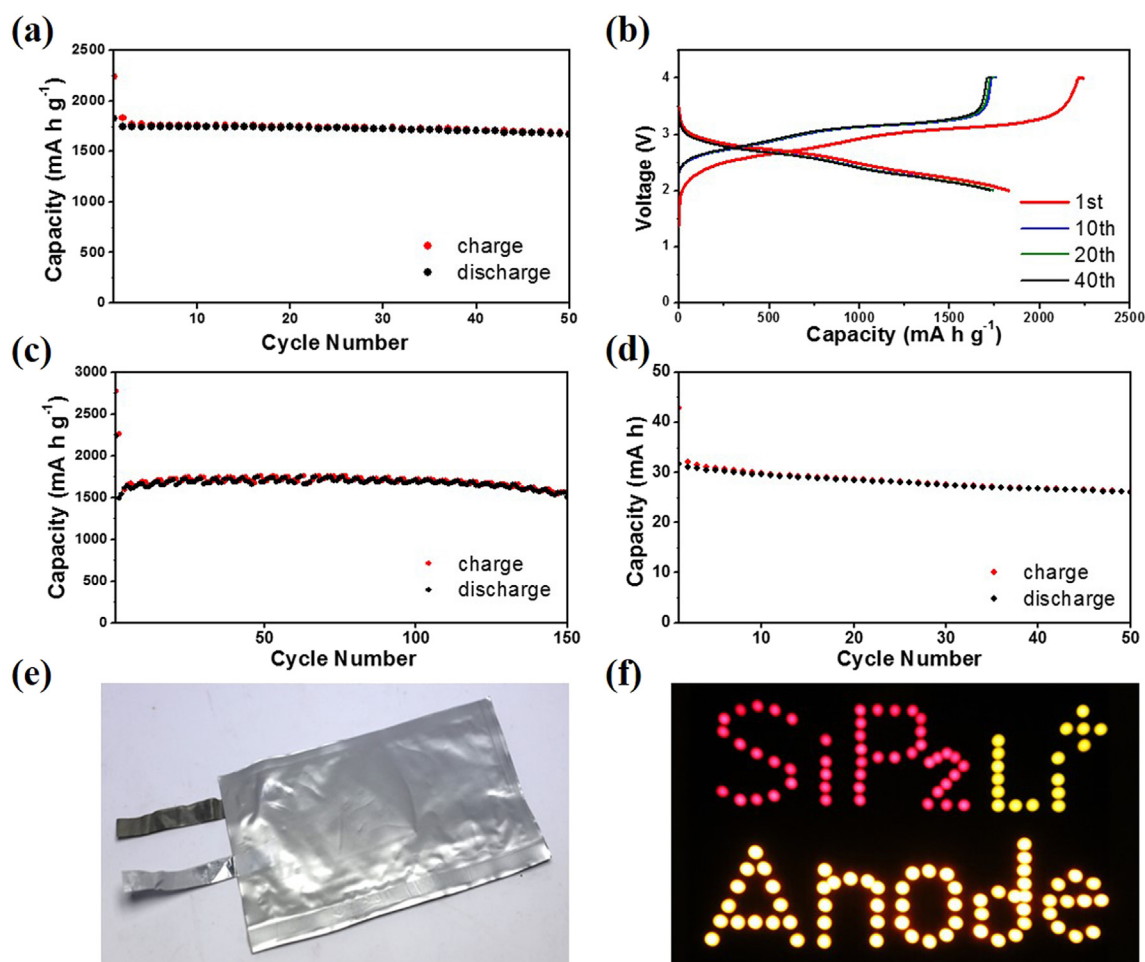 (a)
2500
2000
1500
1000
500
0
Capacity (mA h g⁻¹)
charge
discharge
10
20
30
40
50
Cycle Number
(b)
4
3
2
1
0
Voltage (V)
1st
10th
20th
40th
0
500
1000
1500
2000
2500
Capacity (mA h g⁻¹)
(c)
3000
2500
2000
1500
1000
500
0
Capacity (mA h g⁻¹)
charge
discharge
50
100
150
Cycle Number
(d)
50
40
30
20
10
0
Capacity (mA h)
charge
discharge
10
20
30
40
50
Cycle Number
(e)
(f)
SiP₂Li⁺
Anode